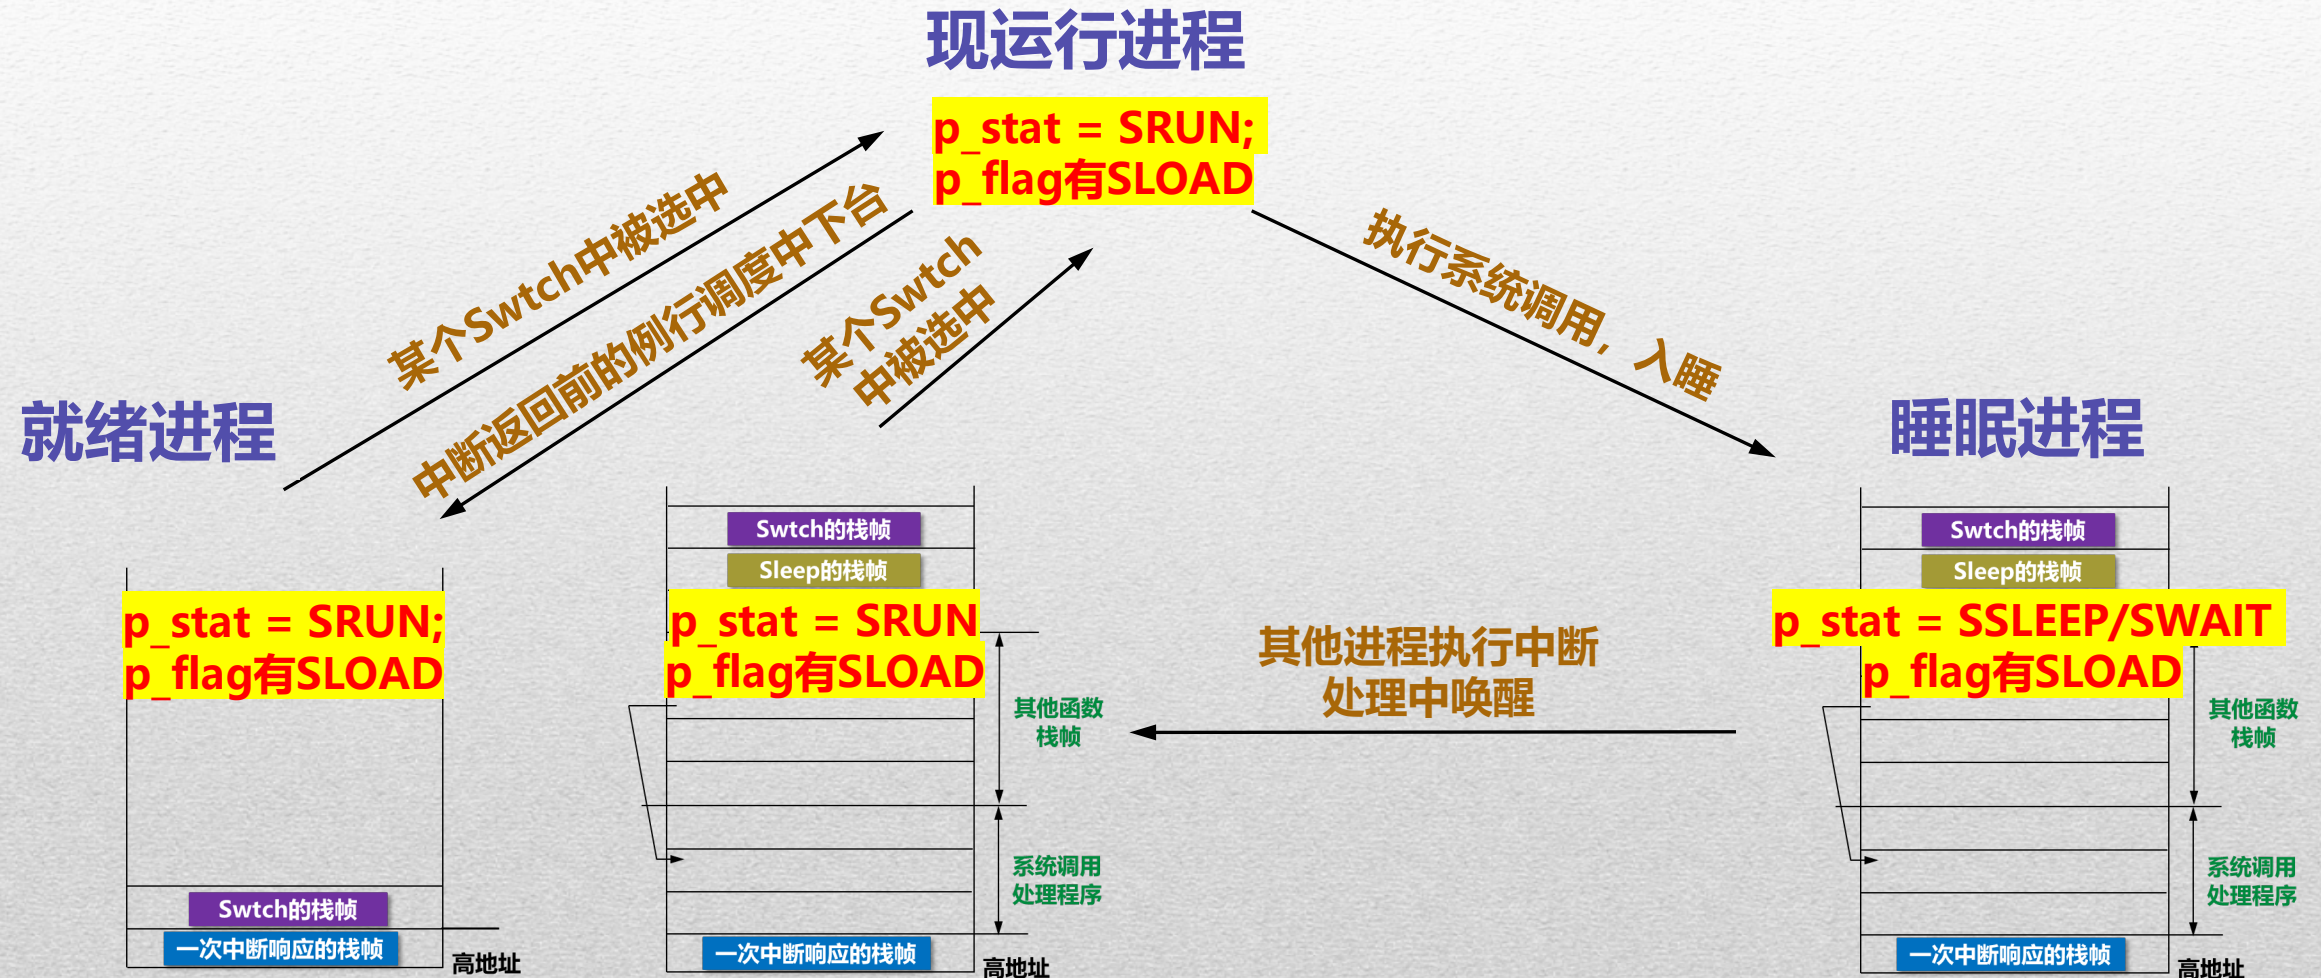 现运行进程
p_stat = SRUN;
p_flag有SLOAD
某个Swtch中被选中
中断返回前的例行调度中下台
某个Swtch
中被选中
执行系统调用，入睡
就绪进程
睡眠进程
p_stat = SRUN;
p_flag有SLOAD
Swtch的栈帧
一次中断响应的栈帧
高地址
Swtch的栈帧
Sleep的栈帧
p_stat = SRUN
p_flag有SLOAD
其他函数
栈帧
系统调用
处理程序
一次中断响应的栈帧
高地址
其他进程执行中断
处理中唤醒
Swtch的栈帧
Sleep的栈帧
p_stat = SSLEEP/SWAIT
p_flag有SLOAD
其他函数
栈帧
系统调用
处理程序
一次中断响应的栈帧
高地址